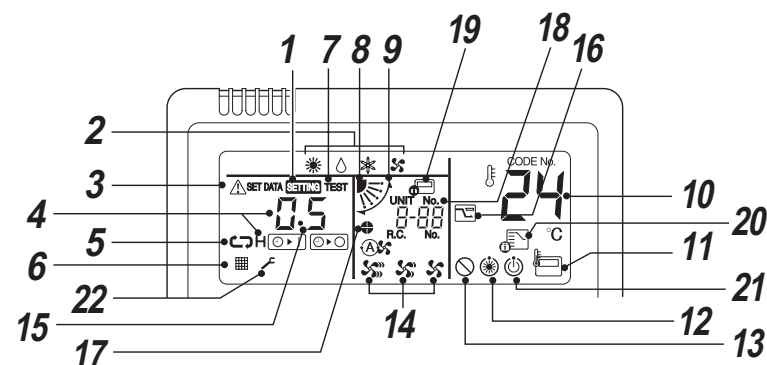 1 7 8 9 19 18 16
2
CODE No.
3 SET DATA SETTING TEST
UNIT No.
24 10
4 0.5 8-88
R.C. No.
20
5 H °C
A
11
6
22
15 17 14 13 12 21